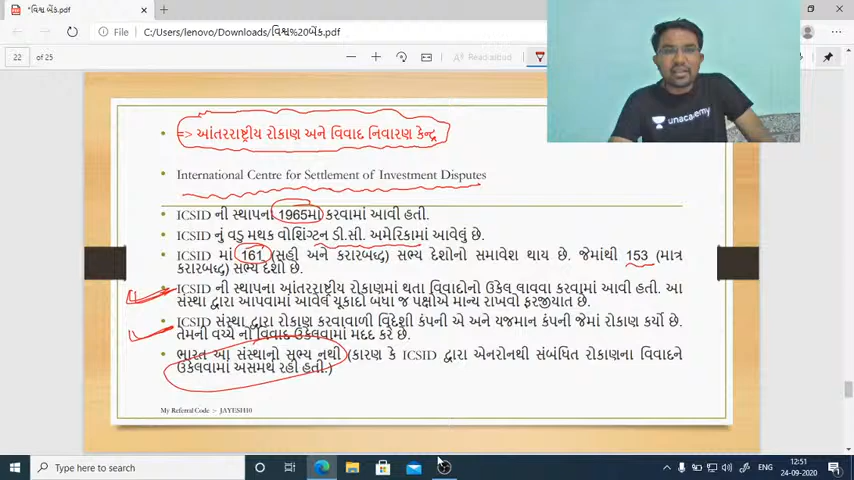 *વિશ્વ બેંક.pdf
File
C:/Users/lenovo/Downloads/વિશ્વ%20બેંક.pdf
22 of 25
Read aloud
unacademy
=> આંતરરાષ્ટ્રીય રોકાણ અને વિવાદ નિવારણ કેન્દ્ર
International Centre for Settlement of Investment Disputes
ICSID ની સ્થાપના 1965માં કરવામાં આવી હતી.
ICSID નું વડુ મથક વોશિંગ્ટન ડી.સી. અમેરિકામાં આવેલું છે.
ICSID માં 161 (સહી અને કરારબદ્ધ) સભ્ય દેશોનો સમાવેશ થાય છે. જેમાંથી 153 (માત્ર
કરારબદ્ધ) સભ્ય દેશો છે.
ICSID ની સ્થાપના આંતરરાષ્ટ્રીય રોકાણમાં થતા વિવાદોનો ઉકેલ લાવવા કરવામાં આવી હતી. આ
સંસ્થા દ્વારા આપવામાં આવેલ ચૂકાદો બધા જ પક્ષોએ માન્ય રાખવો ફરજીયાત છે.
ICSID સંસ્થા દ્વારા રોકાણ કરવાવાળી વિદેશી કંપની એ અને યજમાન કંપની જેમાં રોકાણ કર્યો છે.
તેમની વચ્ચે ની વિવાદ ઉકેલવામાં મદદ કરે છે.
ભારત આ સંસ્થાનો સભ્ય નથી (કારણ કે ICSID દ્વારા એનરોનથી સંબંધિત રોકાણના વિવાદને
ઉકેલવામાં અસમર્થ રહી હતી.)
My Referral Code :- JAYESH10
Type here to search
ENG
12:51
24-09-2020